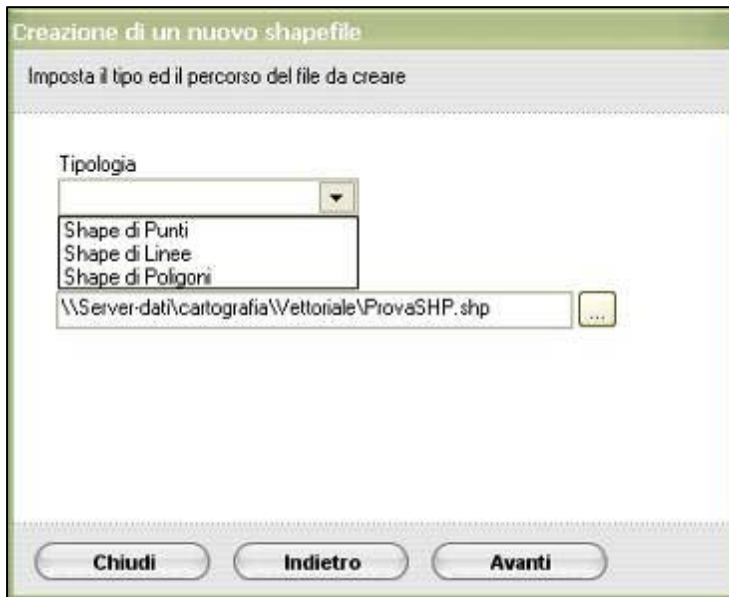 Creazione di un nuovo shapefile
Imposta il tipo ed il percorso del file da creare
Tipologia
Shape di Punti
Shape di Linee
Shape di Poligoni
\\Server-dati\cartografia\Vettoriale\ProvaSHP.shp
...
Chiudi
Indietro
Avanti